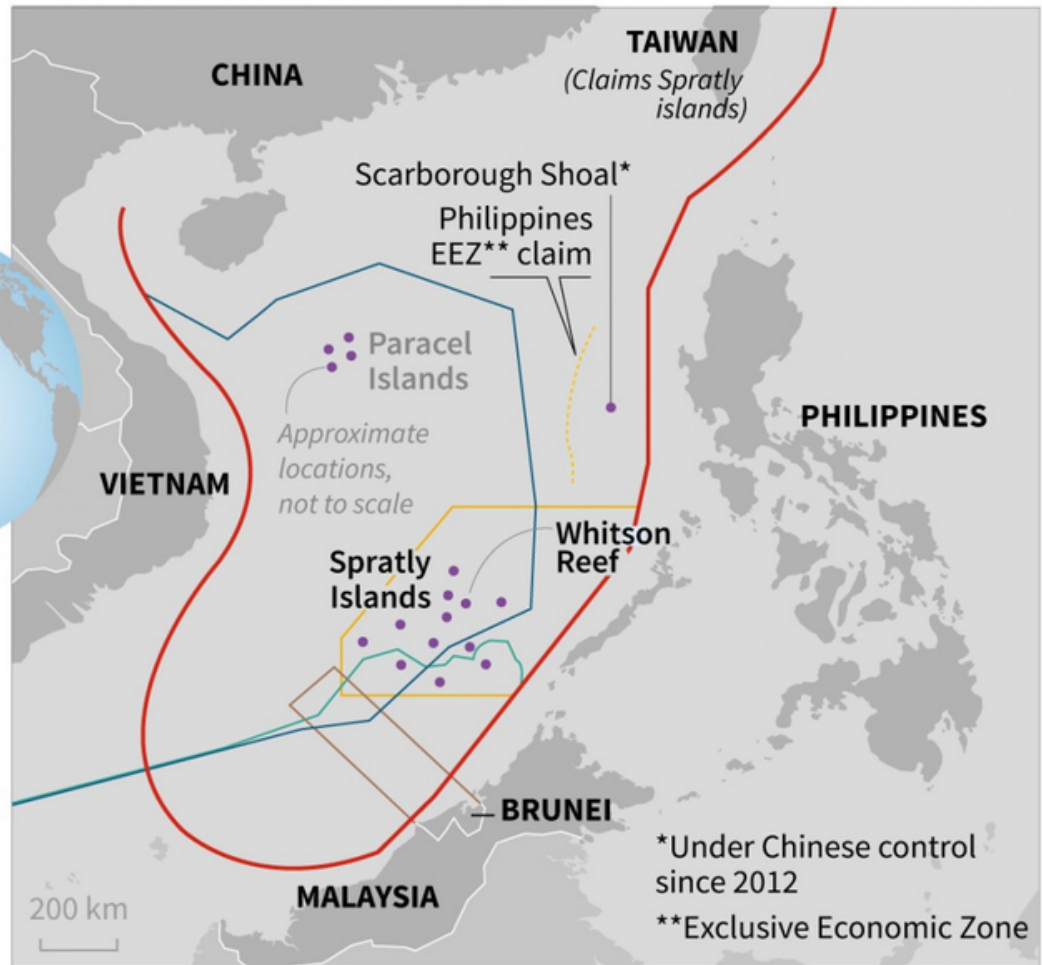 CHINA
TAIWAN
(Claims Spratly
islands)
Scarborough Shoal*
Philippines
EEZ** claim
Paracel
Islands
Approximate
locations,
not to scale
PHILIPPINES
VIETNAM
Whitson
Reef
Spratly
Islands
BRUNEI
MALAYSIA
200 km
*Under Chinese control
since 2012
**Exclusive Economic Zone